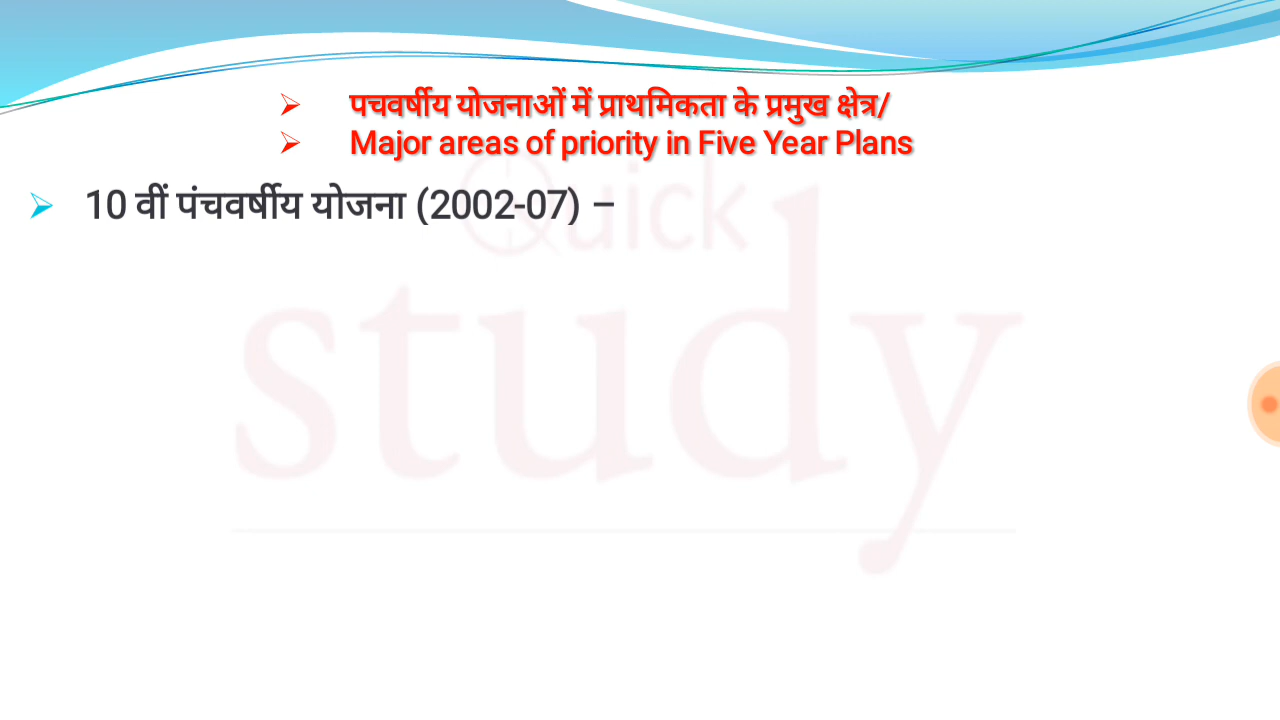 पचवर्षीय योजनाओं में प्राथमिकता के प्रमुख क्षेत्र/
Major areas of priority in Five Year Plans
10 वीं पंचवर्षीय योजना (2002-07) –
Quick
study